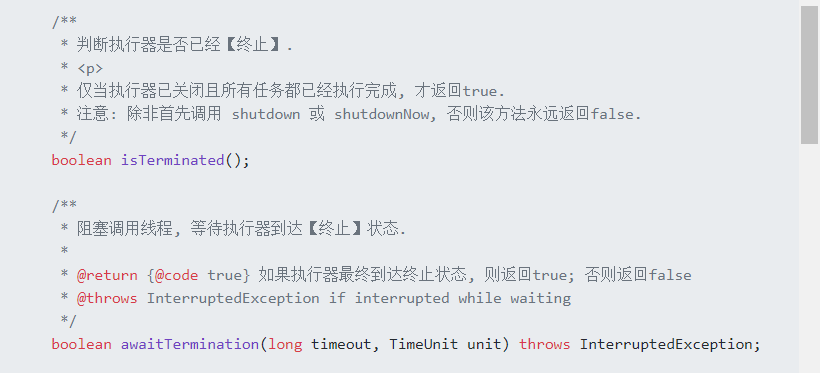 /**
 * 判断执行器是否已经【终止】.
 * <p>
 * 仅当执行器已关闭且所有任务都已经执行完成, 才返回true.
 * 注意: 除非首先调用 shutdown 或 shutdownNow, 否则该方法永远返回false.
 */
boolean isTerminated();
/**
 * 阻塞调用线程, 等待执行器到达【终止】状态.
 *
 * @return {@code true} 如果执行器最终到达终止状态, 则返回true; 否则返回false
 * @throws InterruptedException if interrupted while waiting
 */
boolean awaitTermination(long timeout, TimeUnit unit) throws InterruptedException;